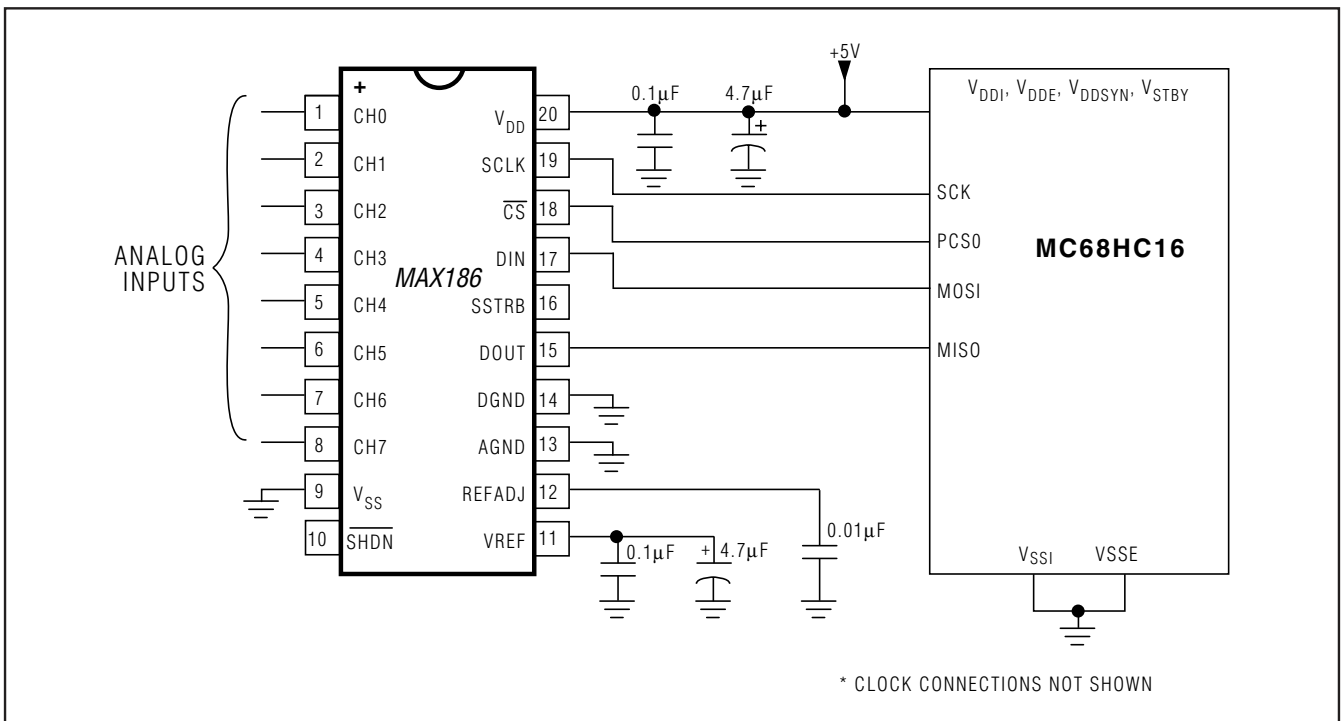 +5V
0.1µF
4.7µF
+
V_DDI, V_DDE, V_DDSYN, V_STBY
+
1 CH0
V_DD 20
2 CH1
SCLK 19
SCK
3 CH2
CS 18
PCS0
MC68HC16
ANALOG
INPUTS
4 CH3
DIN 17
MAX186
MOSI
5 CH4
SSTRB 16
6 CH5
DOUT 15
MISO
7 CH6
DGND 14
8 CH7
AGND 13
9 V_SS
REFADJ 12
10 SHDN
VREF 11
0.1µF
+ 4.7µF
0.01µF
V_SSI
VSSE
* CLOCK CONNECTIONS NOT SHOWN